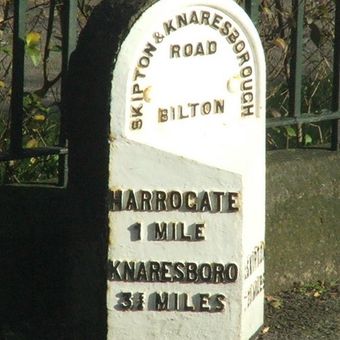 SKIPTON & KNARESBOROUGH
ROAD
BILTON
HARROGATE
1 MILE
KNARESBORO
3½ MILES